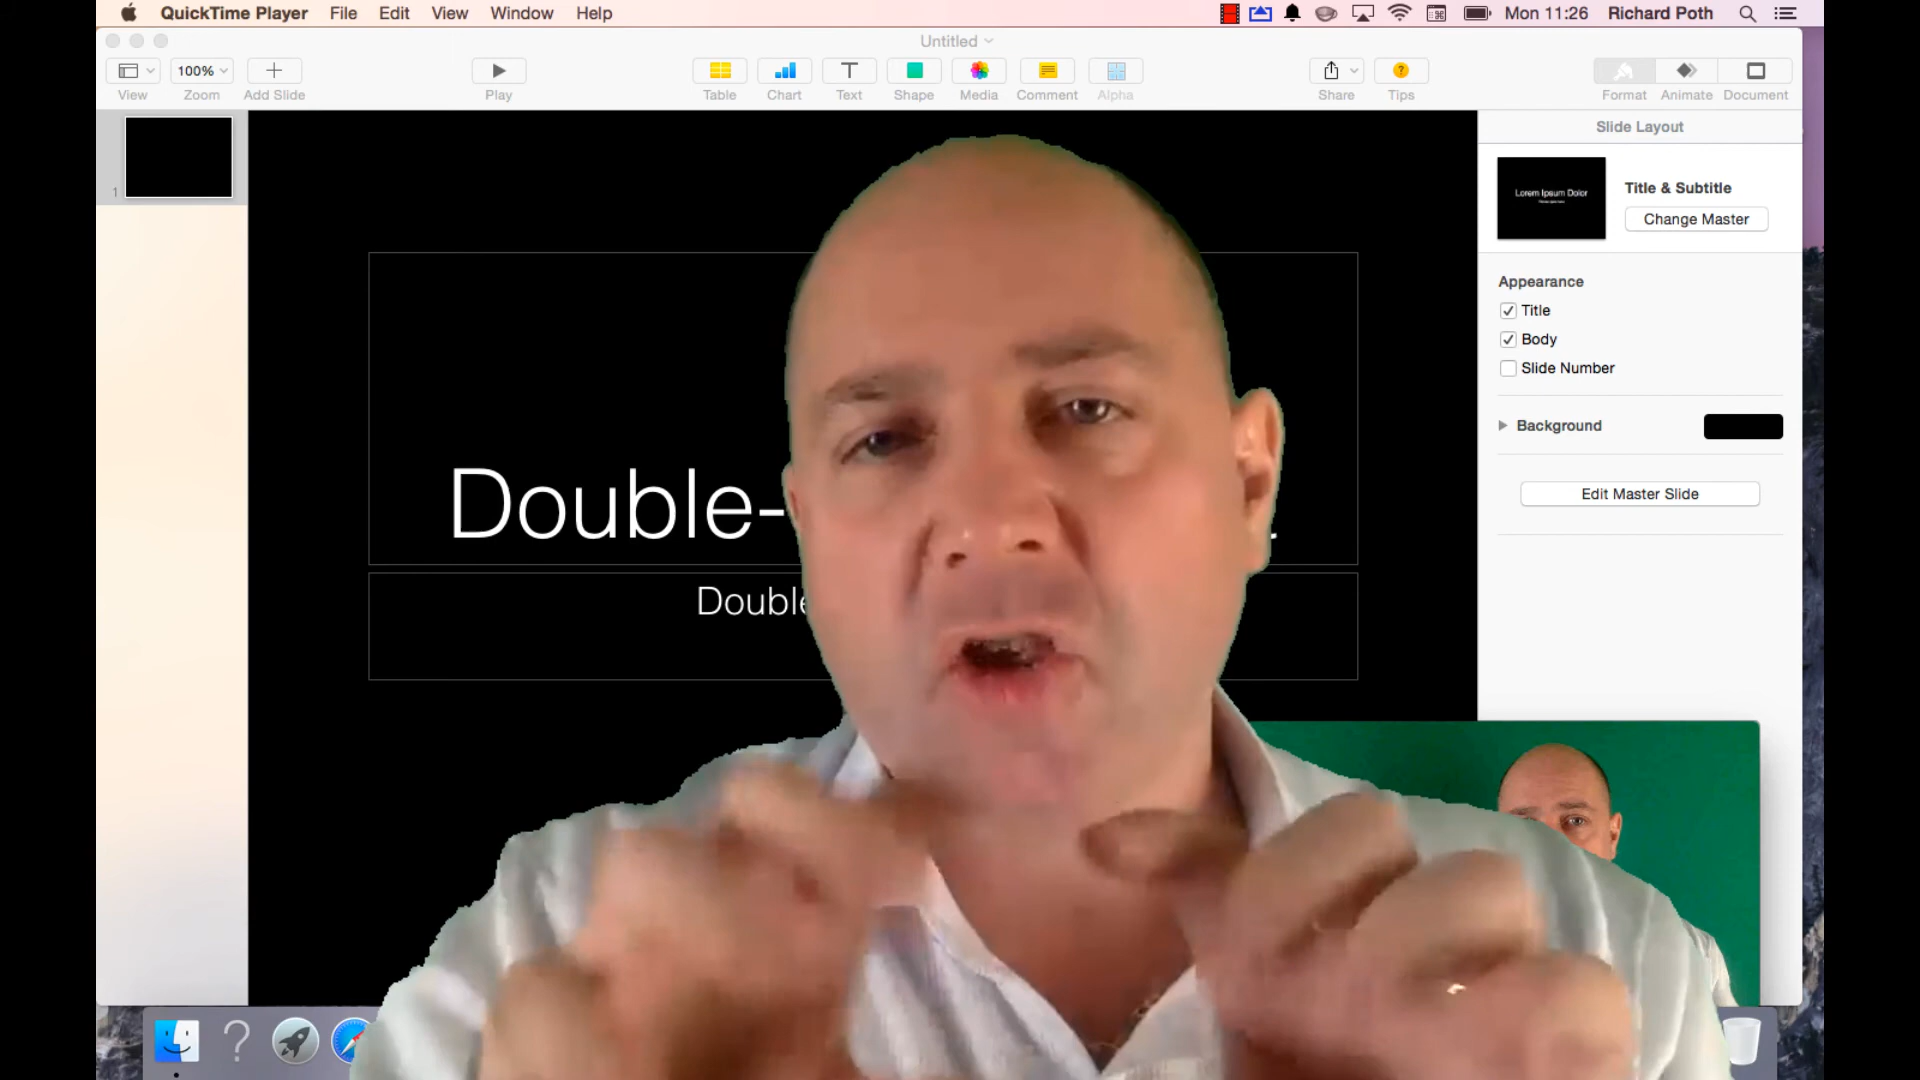 QuickTime Player File Edit View Window Help Mon 11:26 Richard Poth
Untitled
100%
View Zoom Add Slide Play Table Chart Text Shape Media Comment Alpha Share Tips Format Animate Document
Slide Layout
1
Lorem Ipsum Dolor
Title & Subtitle
Change Master
Appearance
Title
Body
Slide Number
Background
Edit Master Slide
Double-
Double